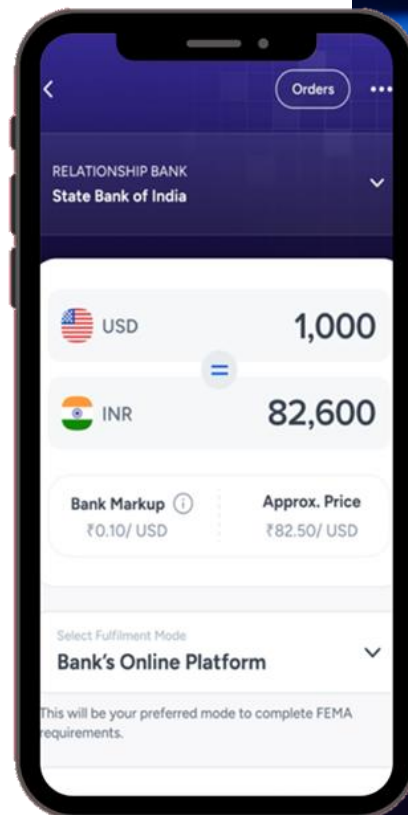 Orders
RELATIONSHIP BANK
State Bank of India
USD 1,000
=
INR 82,600
Bank Markup Approx. Price
₹0.10/ USD ₹82.50/ USD
Select Fulfilment Mode
Bank's Online Platform
This will be your preferred mode to complete FEMA
requirements.